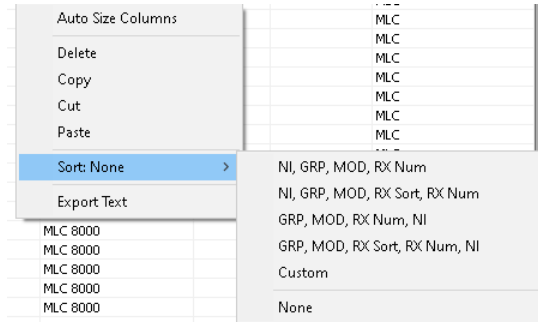 Auto Size Columns
Delete
Copy
Cut
Paste
Sort: None
Export Text
NI, GRP, MOD, RX Num
NI, GRP, MOD, RX Sort, RX Num
GRP, MOD, RX Num, NI
GRP, MOD, RX Sort, RX Num, NI
Custom
None
MLC
MLC
MLC
MLC
MLC
MLC
MLC
MLC 8000
MLC 8000
MLC 8000
MLC 8000
MLC 8000